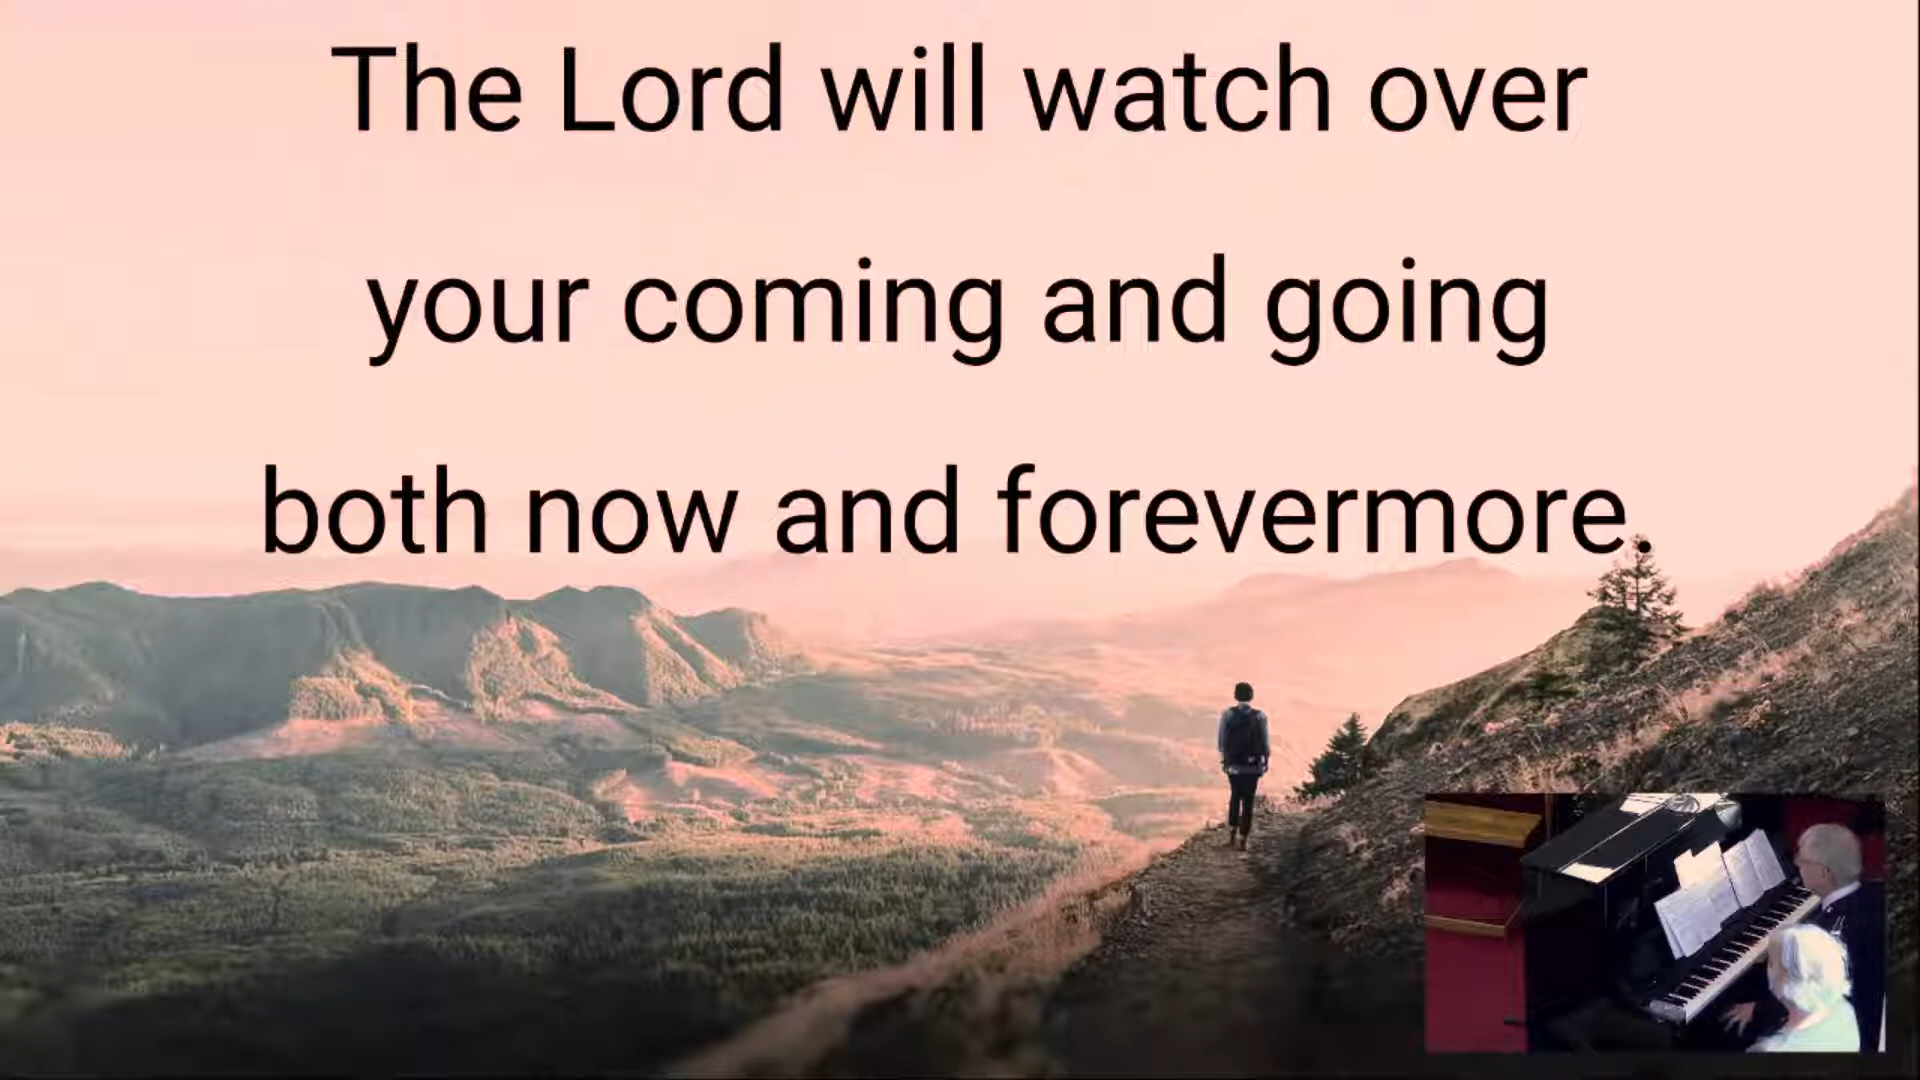 The Lord will watch over
your coming and going
both now and forevermore.